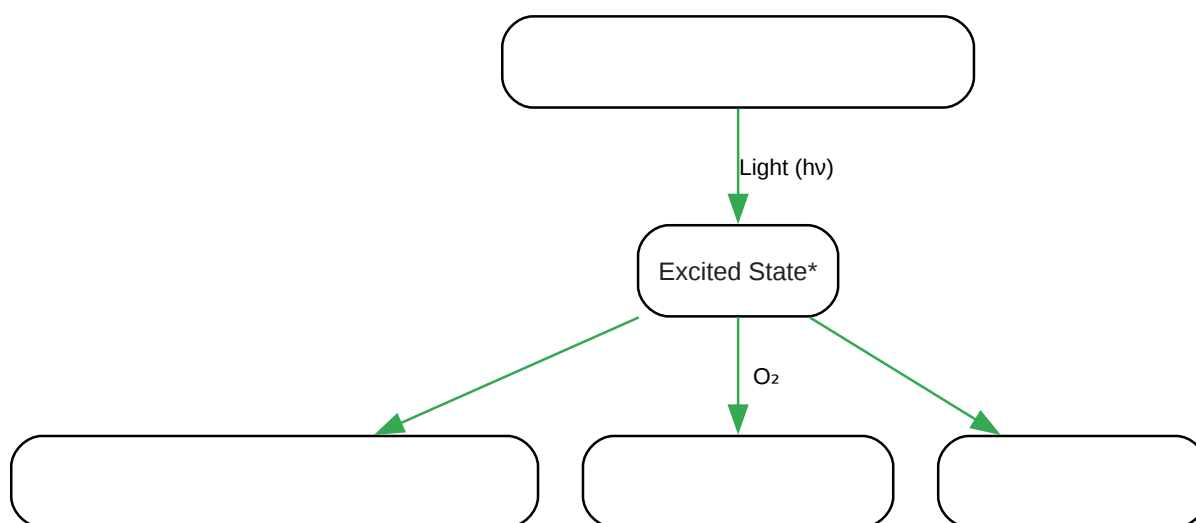 Light (hν)
Excited State*
O₂